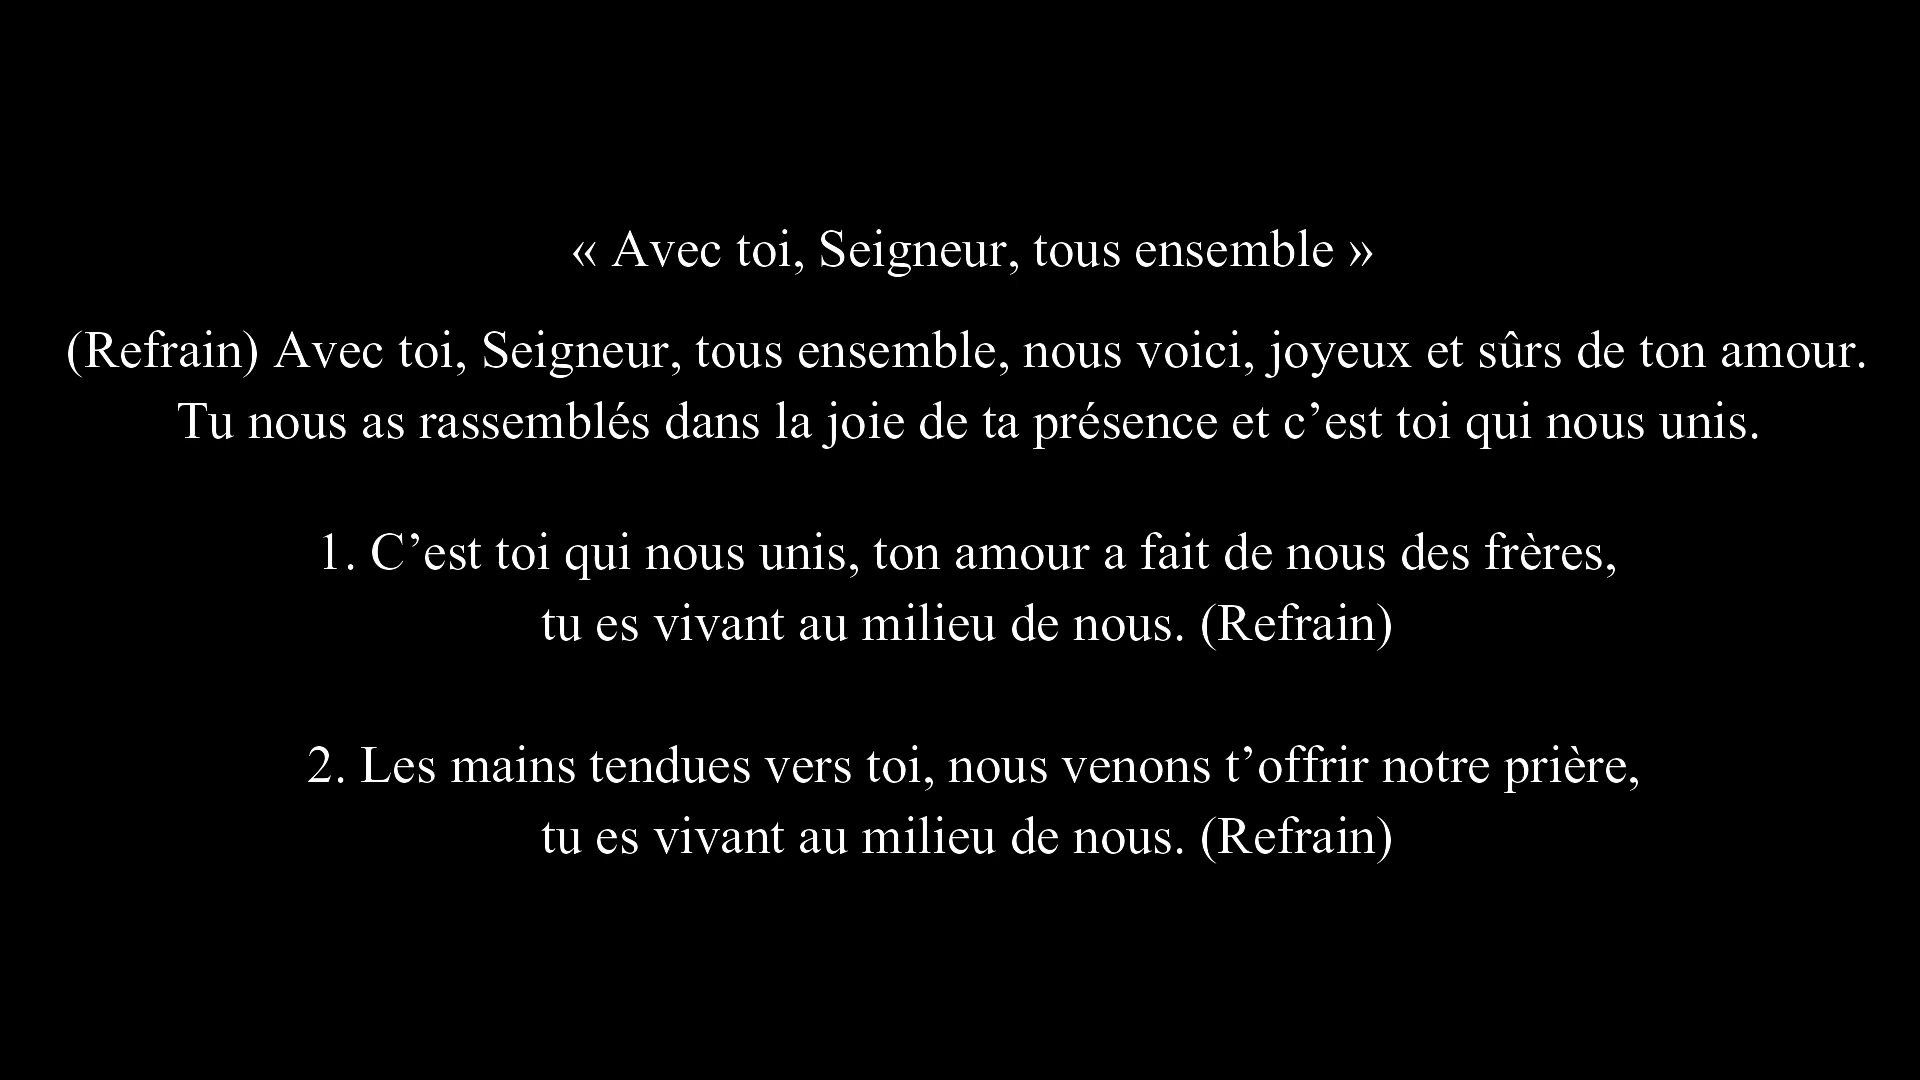 « Avec toi, Seigneur, tous ensemble »
(Refrain) Avec toi, Seigneur, tous ensemble, nous voici, joyeux et sûrs de ton amour.
Tu nous as rassemblés dans la joie de ta présence et c’est toi qui nous unis.
1. C’est toi qui nous unis, ton amour a fait de nous des frères,
tu es vivant au milieu de nous. (Refrain)
2. Les mains tendues vers toi, nous venons t’offrir notre prière,
tu es vivant au milieu de nous. (Refrain)